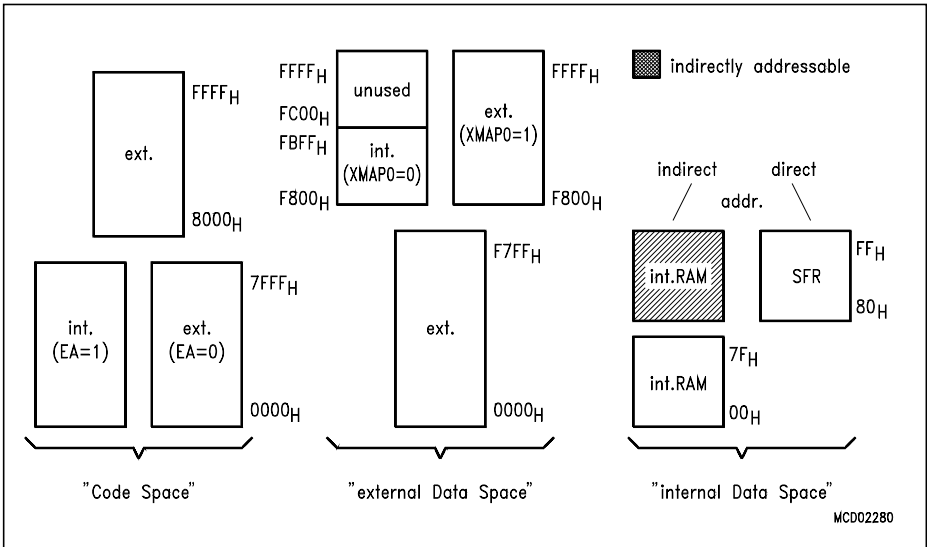 FFFFH
ext.
8000H
int.
(EA=1)
ext.
(EA=0)
7FFFH
0000H
"Code Space"
FFFFH
unused
FC00H
FBFFH
int.
(XMAP0=0)
F800H
ext.
(XMAP0=1)
FFFFH
F800H
F7FFH
ext.
0000H
"external Data Space"
indirectly addressable
indirect direct
addr.
int.RAM
SFR
FFH
80H
int.RAM
7FH
00H
"internal Data Space"
MCD02280